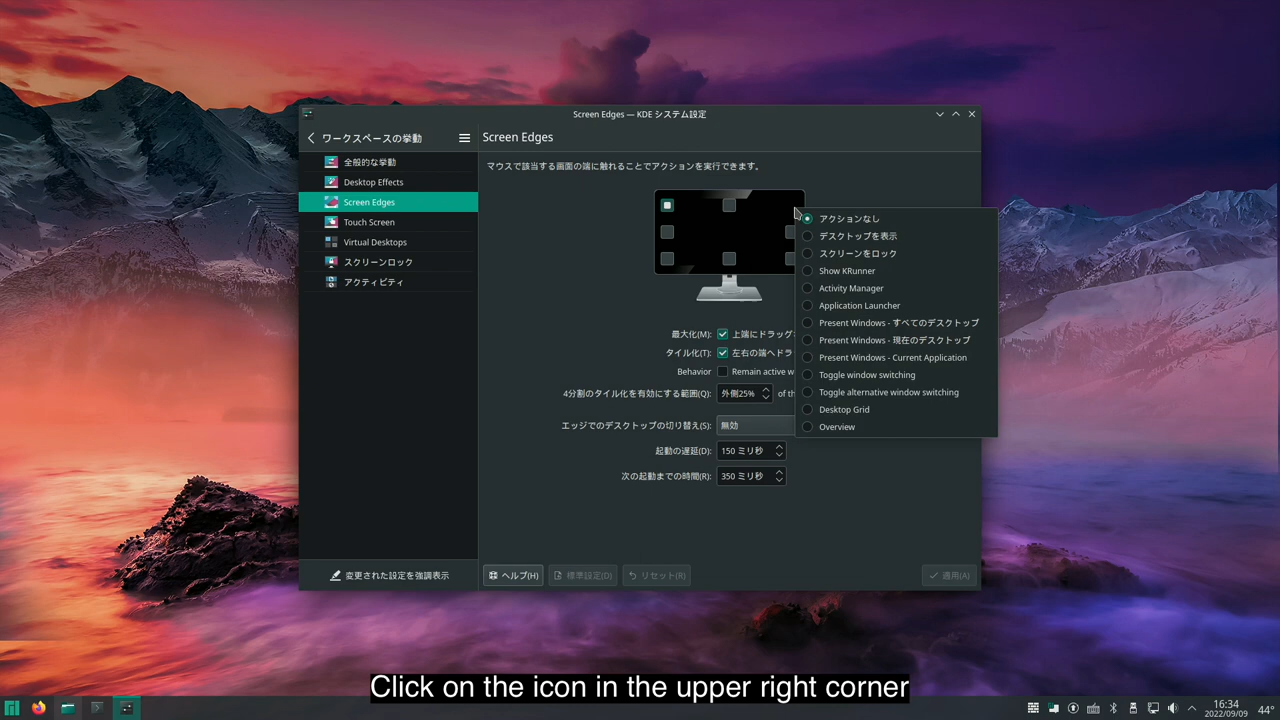 Screen Edges — KDE システム設定
ワークスペースの挙動
Screen Edges
全般的な挙動
Desktop Effects
Screen Edges
Touch Screen
Virtual Desktops
スクリーンロック
アクティビティ
マウスで該当する画面の端に触れることでアクションを実行できます。
アクションなし
デスクトップを表示
スクリーンをロック
Show KRunner
Activity Manager
Application Launcher
Present Windows - すべてのデスクトップ
Present Windows - 現在のデスクトップ
Present Windows - Current Application
Toggle window switching
Toggle alternative window switching
Desktop Grid
Overview
最大化(M): 上端にドラッグ
タイル化(T): 左右の端へドラ
Behavior Remain active w
4分割のタイル化を有効にする範囲(Q): 外側25% of th
エッジでのデスクトップの切り替え(S): 無効
起動の遅延(D): 150 ミリ秒
次の起動までの時間(R): 350 ミリ秒
変更された設定を強調表示
ヘルプ(H) 標準設定(D) リセット(R) 適用(A)
Click on the icon in the upper right corner
16:34
2022/09/09
44°